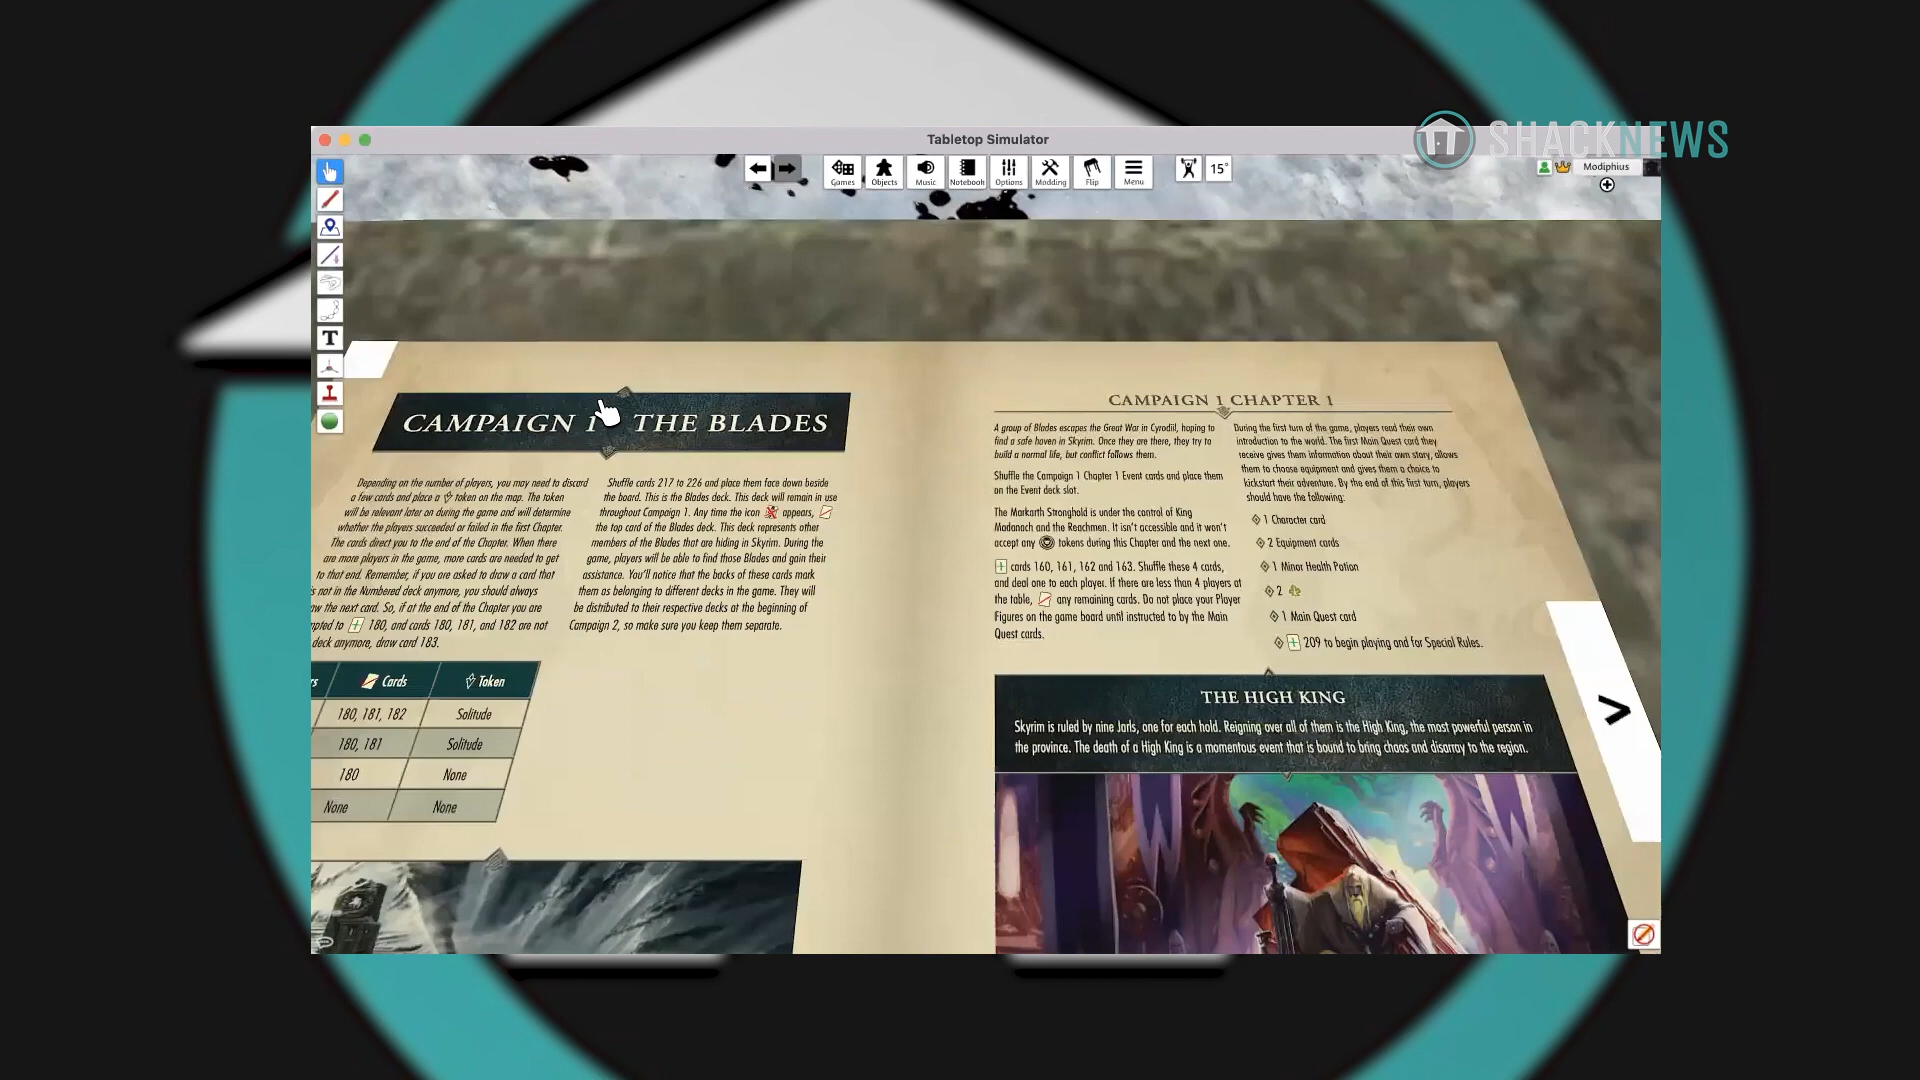 Tabletop Simulator
SHACKNEWS
Games
Objects
Music
Notebook
Options
Modding
Flip
Menu
15°
Modiphius
T
CAMPAIGN 1 THE BLADES
Depending on the number of players, you may need to discard
a few cards and place a token on the map. The token
will be relevant later on during the game and will determine
whether the players succeeded or failed in the first Chapter.
The cards direct you to the end of the Chapter. When there
are more players in the game, more cards are needed to get
to that end. Remember, if you are asked to draw a card that
is not in the Numbered deck anymore, you should always
the next card. So, if at the end of the Chapter you are
180, and cards 180, 181, and 182 are not
deck anymore, draw card 183.
Cards Token
180, 181, 182 Solitude
180, 181 Solitude
180 None
None None
Shuffle cards 217 to 226 and place them face down beside
the board. This is the Blades deck. This deck will remain in use
throughout Campaign 1. Any time the icon appears,
the top card of the Blades deck. This deck represents other
members of the Blades that are hiding in Skyrim. During the
game, players will be able to find those Blades and gain their
assistance. You'll notice that the backs of these cards mark
them as belonging to different decks in the game. They will
be distributed to their respective decks at the beginning of
Campaign 2, so make sure you keep them separate.
CAMPAIGN 1 CHAPTER 1
A group of Blades escapes the Great War in Cyrodiil, hoping to
find a safe haven in Skyrim. Once they are there, they try to
build a normal life, but conflict follows them.
Shuffle the Campaign 1 Chapter 1 Event cards and place them
on the Event deck slot.
The Markarth Stronghold is under the control of King
Madanach and the Reachmen. It isn't accessible and it won't
accept any tokens during this Chapter and the next one.
cards 160, 161, 162 and 163. Shuffle these 4 cards,
and deal one to each player. If there are less than 4 players at
the table, any remaining cards. Do not place your Player
Figures on the game board until instructed to by the Main
Quest cards.
During the first turn of the game, players read their own
introduction to the world. The first Main Quest card they
receive gives them information about their own story, allows
them to choose equipment and gives them a choice to
kickstart their adventure. By the end of this first turn, players
should have the following:
1 Character card
2 Equipment cards
1 Minor Health Potion
2
1 Main Quest card
209 to begin playing and for Special Rules.
THE HIGH KING
Skyrim is ruled by nine Jarls, one for each hold. Reigning over all of them is the High King, the most powerful person in
the province. The death of a High King is a momentous event that is bound to bring chaos and disarray to the region.
>